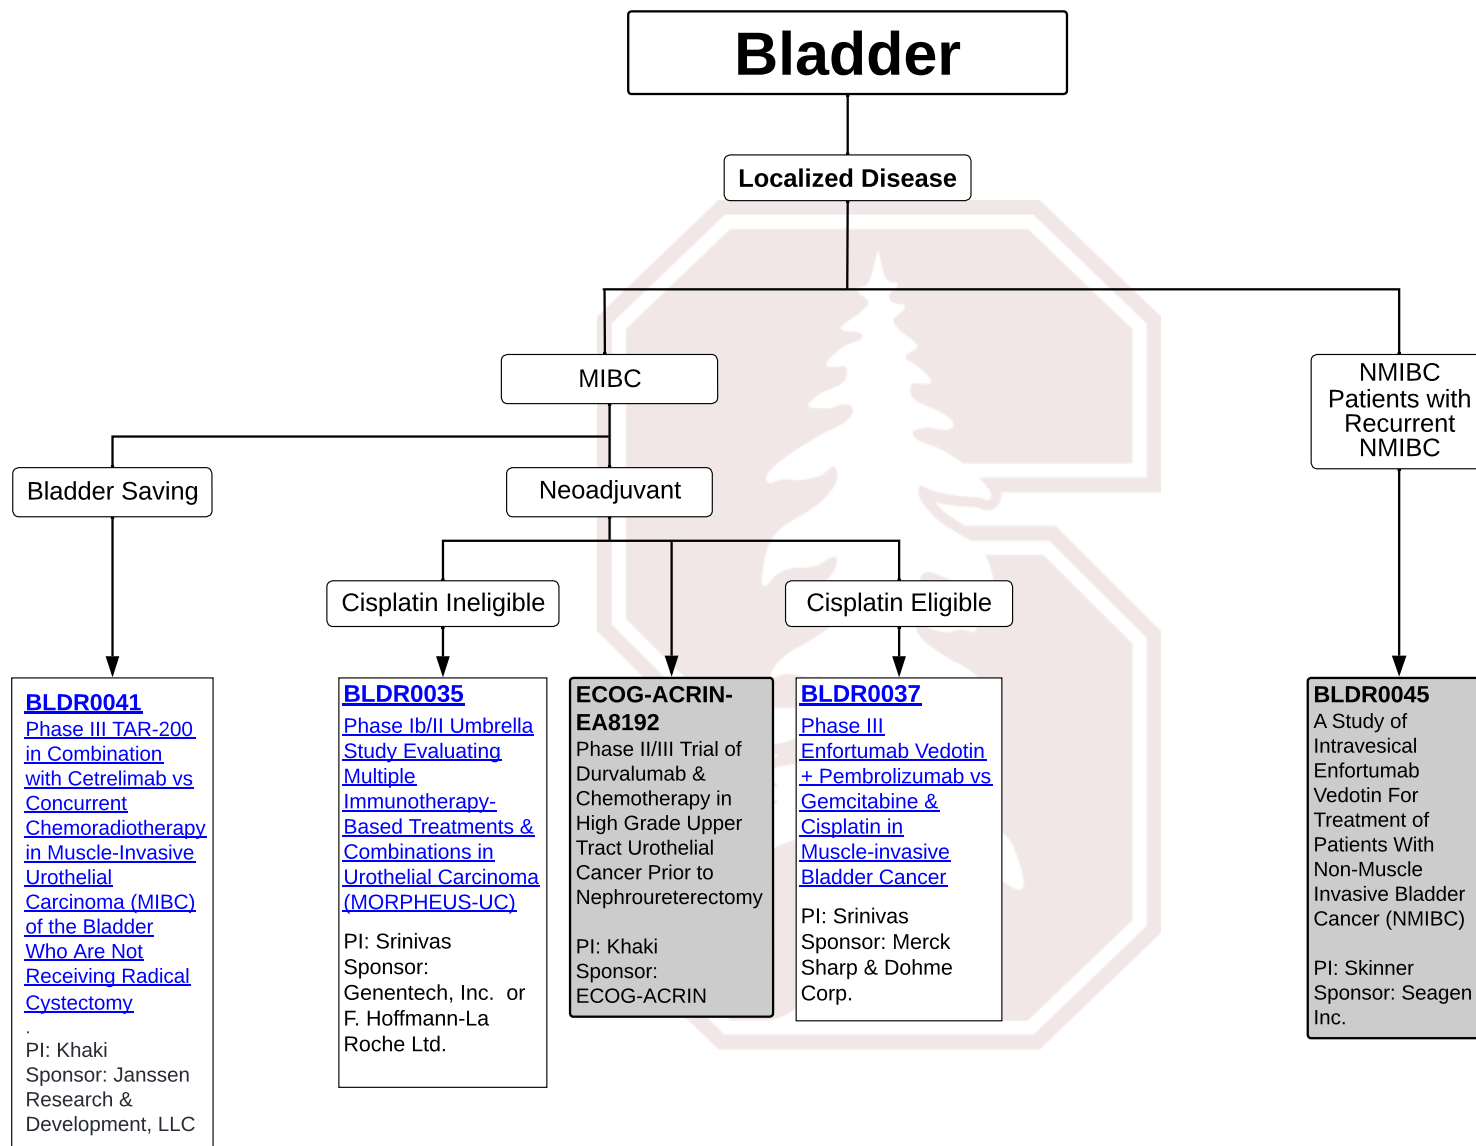 Bladder
Localized Disease
MIBC
NMIBC
Patients with
Recurrent
NMIBC
Bladder Saving
Neoadjuvant
Cisplatin Ineligible
Cisplatin Eligible
BLDR0041
Phase III TAR-200
in Combination
with Cetrelimab vs
Concurrent
Chemoradiotherapy
in Muscle-Invasive
Urothelial
Carcinoma (MIBC)
of the Bladder
Who Are Not
Receiving Radical
Cystectomy
.
PI: Khaki
Sponsor: Janssen
Research &
Development, LLC
BLDR0035
Phase Ib/II Umbrella
Study Evaluating
Multiple
Immunotherapy-
Based Treatments &
Combinations in
Urothelial Carcinoma
(MORPHEUS-UC)
PI: Srinivas
Sponsor:
Genentech, Inc.  or
F. Hoffmann-La
Roche Ltd.
ECOG-ACRIN-
EA8192
Phase II/III Trial of
Durvalumab &
Chemotherapy in
High Grade Upper
Tract Urothelial
Cancer Prior to
Nephroureterectomy
PI: Khaki
Sponsor:
ECOG-ACRIN
BLDR0037
Phase III
Enfortumab Vedotin
+ Pembrolizumab vs
Gemcitabine &
Cisplatin in
Muscle-invasive
Bladder Cancer
PI: Srinivas
Sponsor: Merck
Sharp & Dohme
Corp.
BLDR0045
A Study of
Intravesical
Enfortumab
Vedotin For
Treatment of
Patients With
Non-Muscle
Invasive Bladder
Cancer (NMIBC)
PI: Skinner
Sponsor: Seagen
Inc.